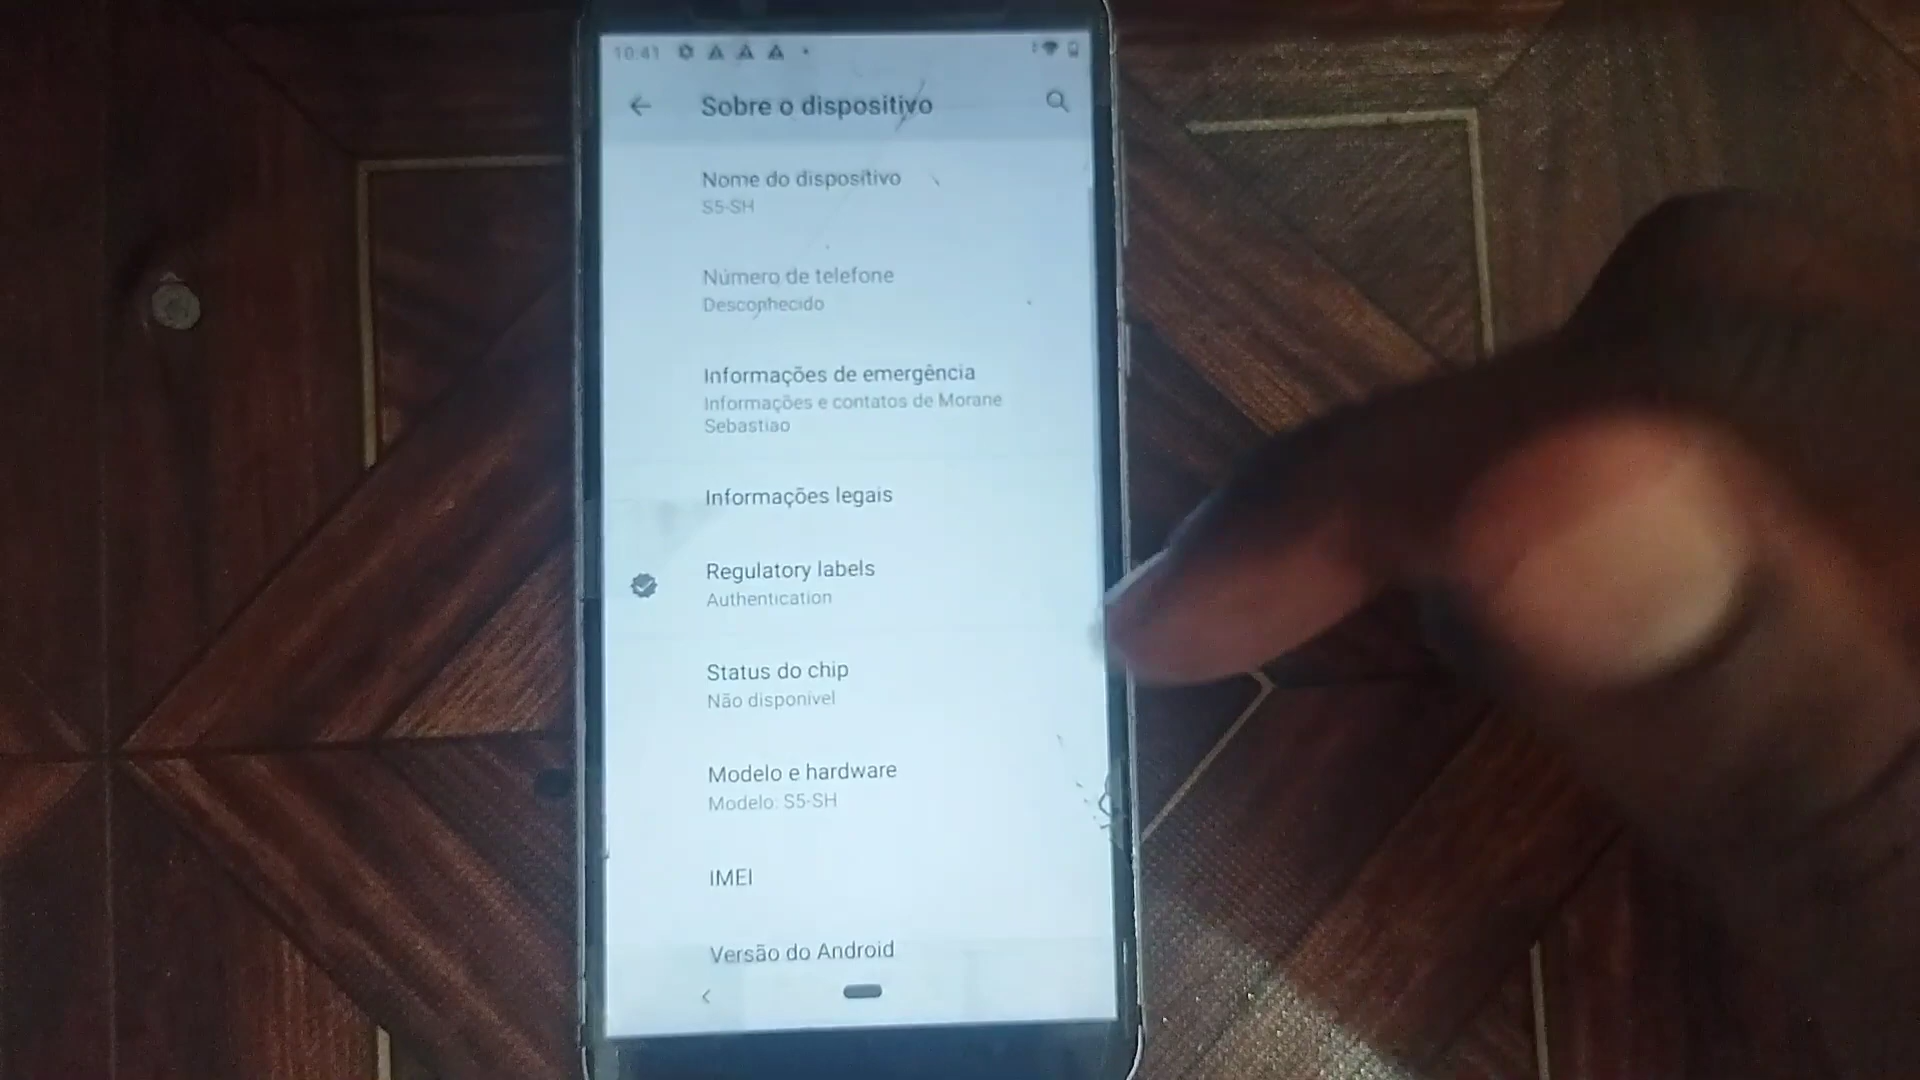 10:41
Sobre o dispositivo
Nome do dispositivo
S5-SH
Número de telefone
Desconhecido
Informações de emergência
Informações e contatos de Morane
Sebastiao
Informações legais
Regulatory labels
Authentication
Status do chip
Não disponível
Modelo e hardware
Modelo: S5-SH
IMEI
Versão do Android